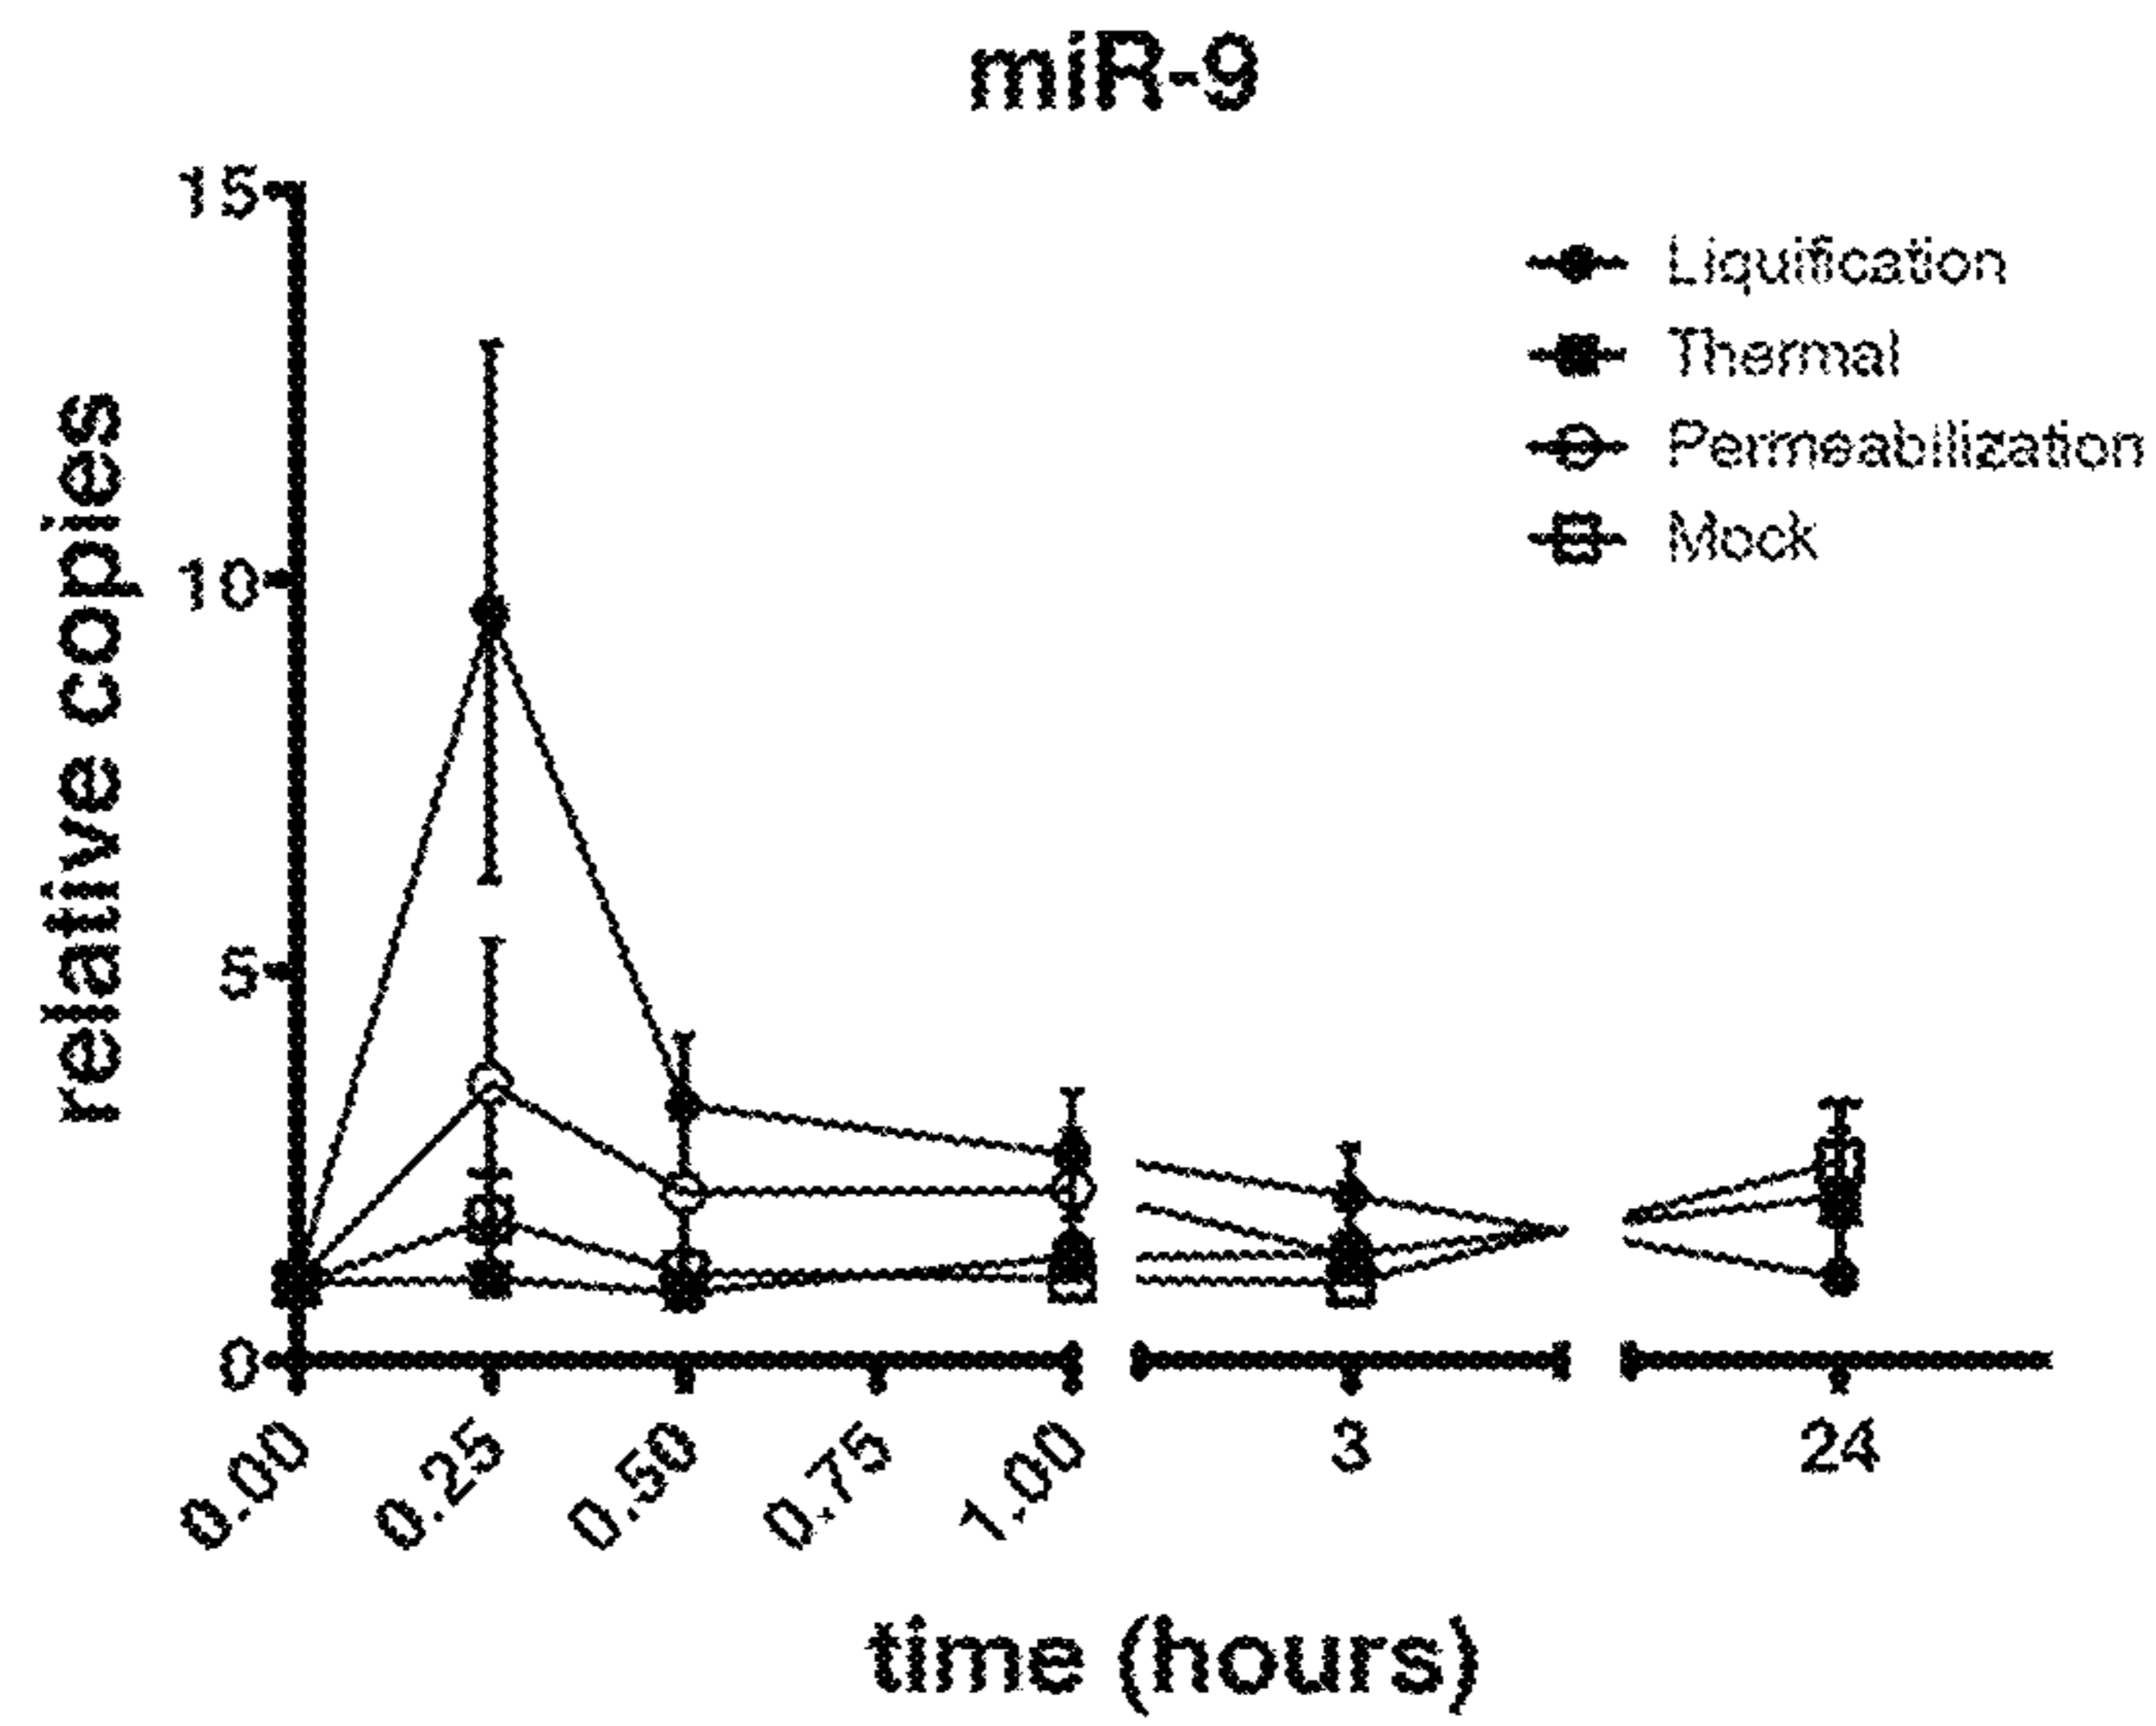 miR-9
15
10
5
0
relative copies
Liquification
Thermal
Permeabilization
Mock
0.00
0.25
0.50
0.75
1.00
3
24
time (hours)